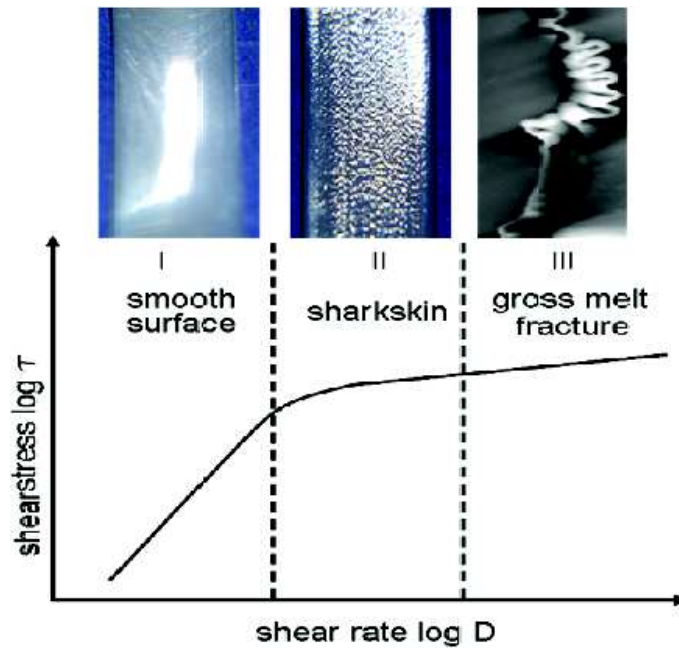 I
II
III
smooth
surface
sharkskin
gross melt
fracture
shearstress log τ
shear rate log D